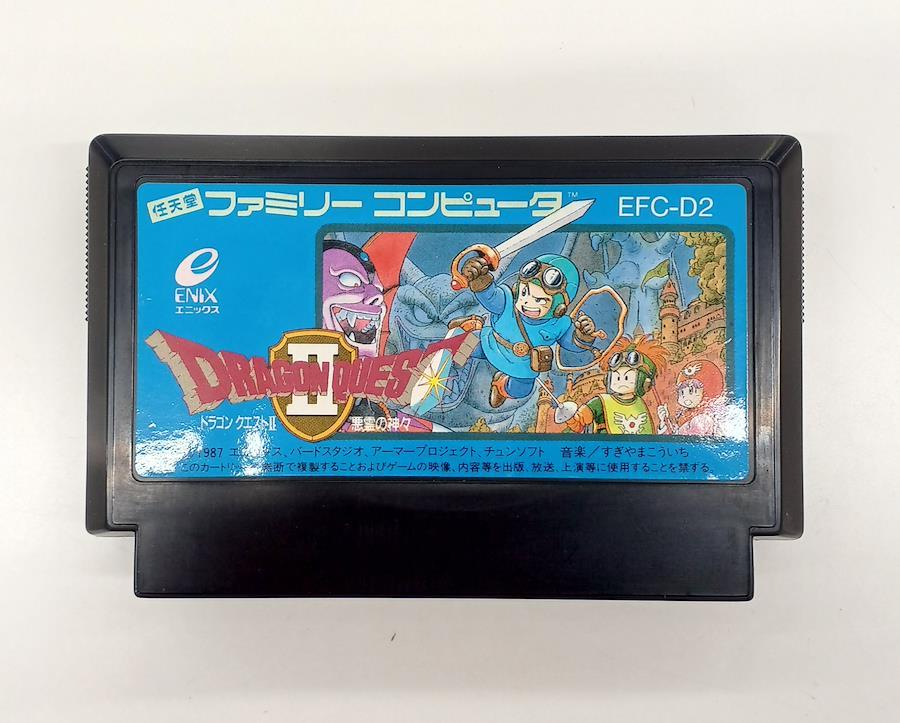 任天堂 ファミリー コンピュータ™ EFC-D2
e
ENIX
エニックス
DRAGON QUEST
II
ドラゴンクエストII 悪霊の神々
1987 エ、バードスタジオ、アーマープロジェクト、チュンソフト 音楽／すぎやまこういち
このカートリ断で複製することおよびゲームの映像、内容等を出版、放送、上演等に使用することを禁する。